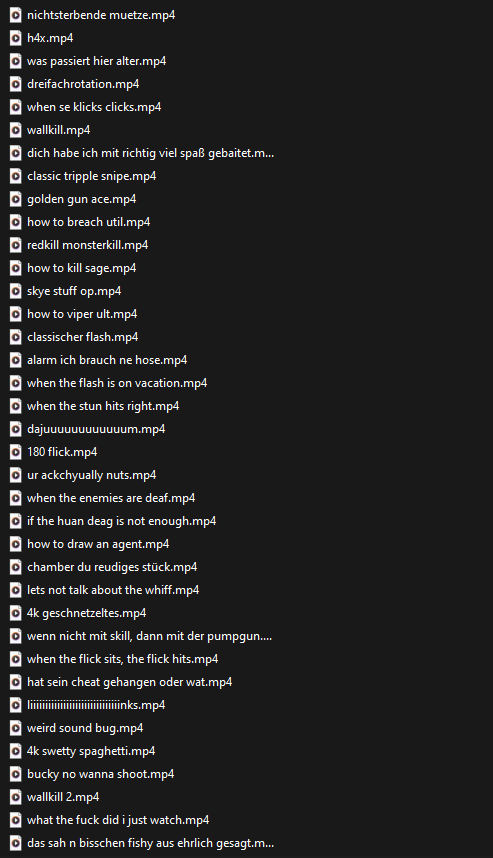 nichtsterbende muetze.mp4
h4x.mp4
was passiert hier alter.mp4
dreifachrotation.mp4
when se klicks clicks.mp4
wallkill.mp4
dich habe ich mit richtig viel spaß gebaitet.m...
classic tripple snipe.mp4
golden gun ace.mp4
how to breach util.mp4
redkill monsterkill.mp4
how to kill sage.mp4
skye stuff op.mp4
how to viper ult.mp4
classischer flash.mp4
alarm ich brauch ne hose.mp4
when the flash is on vacation.mp4
when the stun hits right.mp4
dajuuuuuuuuuuuum.mp4
180 flick.mp4
ur ackchyually nuts.mp4
when the enemies are deaf.mp4
if the huan deag is not enough.mp4
how to draw an agent.mp4
chamber du reudiges stück.mp4
lets not talk about the whiff.mp4
4k geschnetzeltes.mp4
wenn nicht mit skill, dann mit der pumpgun....
when the flick sits, the flick hits.mp4
hat sein cheat gehangen oder wat.mp4
liiiiiiiiiiiiiiiiiiiiiiiiiiiiiinks.mp4
weird sound bug.mp4
4k swetty spaghetti.mp4
bucky no wanna shoot.mp4
wallkill 2.mp4
what the fuck did i just watch.mp4
das sah n bisschen fishy aus ehrlich gesagt.m...